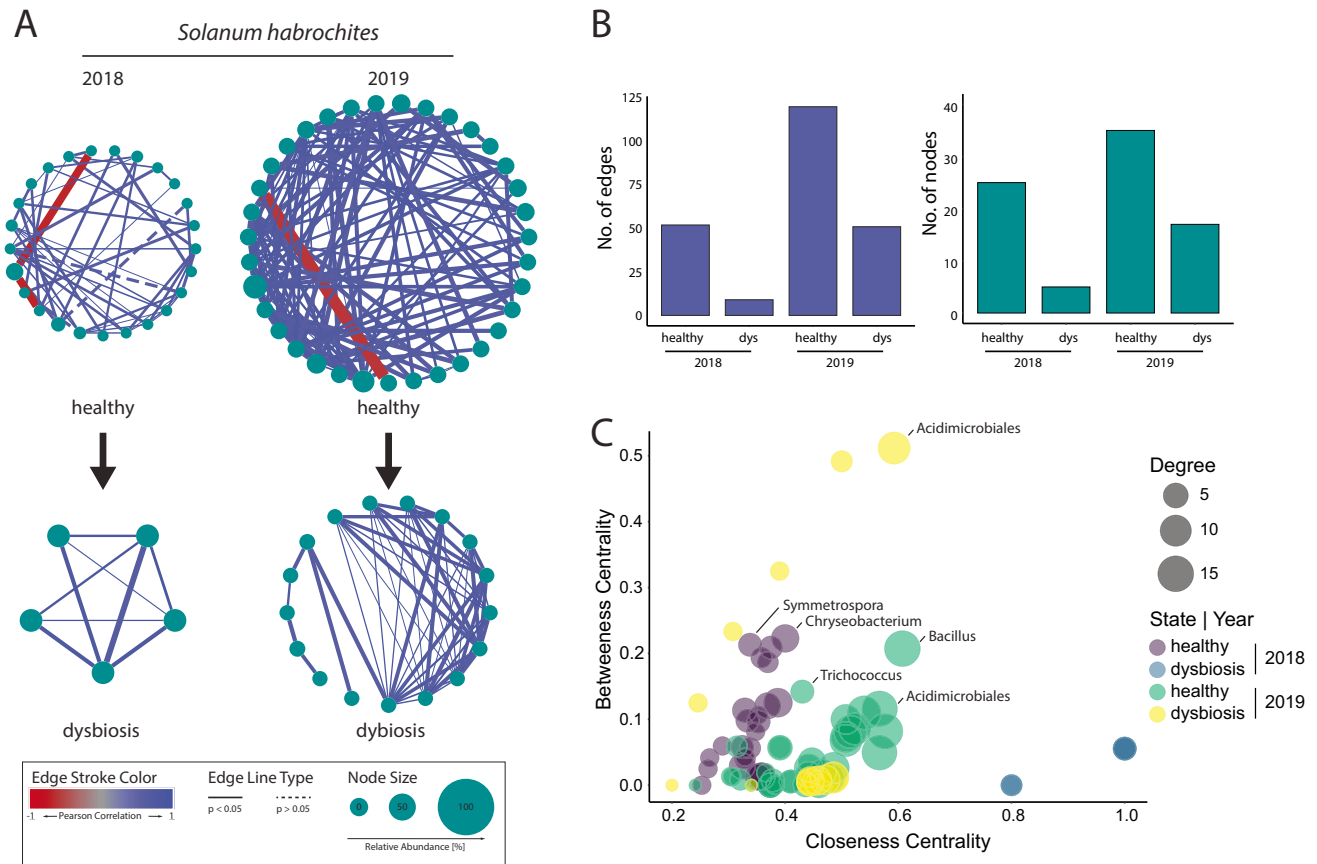 A
Solanum habrochites
2018
2019
healthy
healthy
dysbiosis
dybiosis
Edge Stroke Color
-1
Pearson Correlation
1
Edge Line Type
p < 0.05
p > 0.05
Node Size
0
50
100
Relative Abundance [%]
B
No. of edges
125
100
75
50
25
0
healthy
dys
healthy
dys
2018
2019
No. of nodes
40
30
20
10
0
healthy
dys
healthy
dys
2018
2019
C
Betweeness Centrality
0.5
0.4
0.3
0.2
0.1
0.0
0.2
0.4
0.6
0.8
1.0
Closeness Centrality
Acidimicrobiales
Symmetrospora
Chryseobacterium
Bacillus
Trichococcus
Acidimicrobiales
Degree
5
10
15
State | Year
healthy
dysbiosis
2018
healthy
dysbiosis
2019